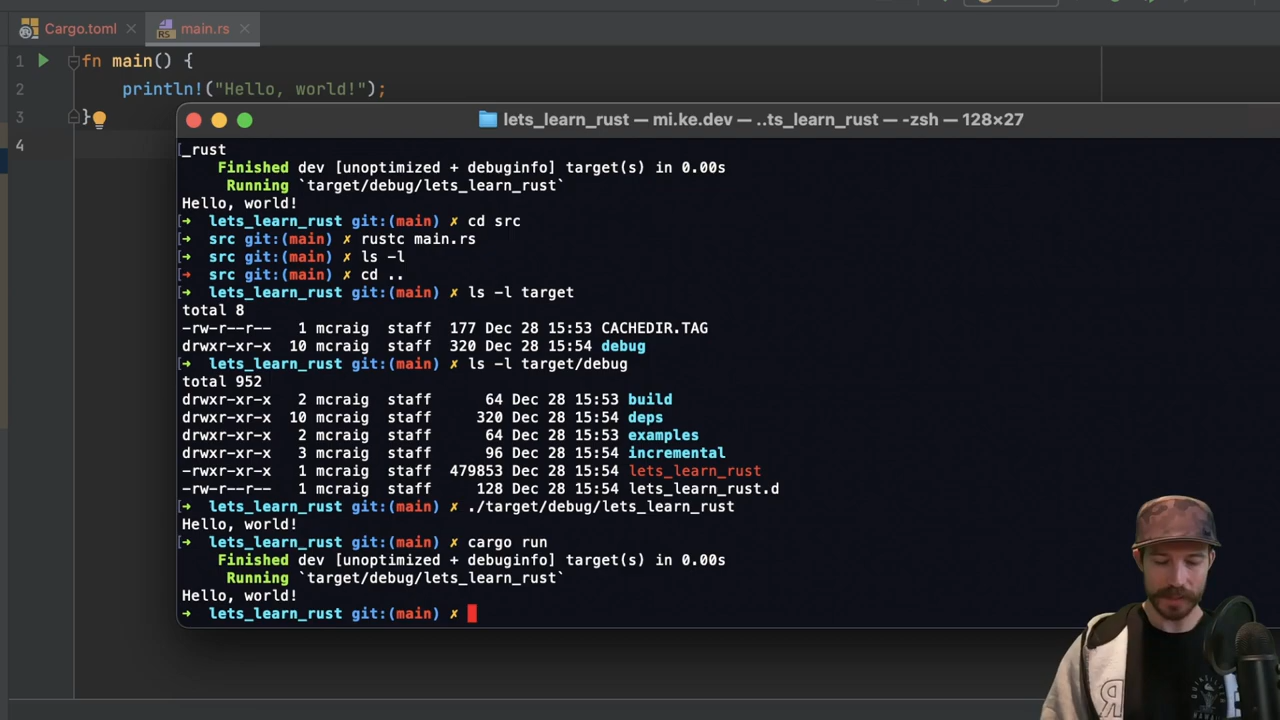 Cargo.toml
main.rs
1 fn main() {
2 println!("Hello, world!");
3 }
4
lets_learn_rust — mi.ke.dev — ..ts_learn_rust — -zsh — 128×27
[_rust
Finished dev [unoptimized + debuginfo] target(s) in 0.00s
Running `target/debug/lets_learn_rust`
Hello, world!
[➜ lets_learn_rust git:(main) ✗ cd src
[➜ src git:(main) ✗ rustc main.rs
[➜ src git:(main) ✗ ls -l
[➜ src git:(main) ✗ cd ..
[➜ lets_learn_rust git:(main) ✗ ls -l target
total 8
-rw-r--r-- 1 mcraig staff 177 Dec 28 15:53 CACHEDIR.TAG
drwxr-xr-x 10 mcraig staff 320 Dec 28 15:54 debug
[➜ lets_learn_rust git:(main) ✗ ls -l target/debug
total 952
drwxr-xr-x 2 mcraig staff 64 Dec 28 15:53 build
drwxr-xr-x 10 mcraig staff 320 Dec 28 15:54 deps
drwxr-xr-x 2 mcraig staff 64 Dec 28 15:53 examples
drwxr-xr-x 3 mcraig staff 96 Dec 28 15:54 incremental
-rwxr-xr-x 1 mcraig staff 479853 Dec 28 15:54 lets_learn_rust
-rw-r--r-- 1 mcraig staff 128 Dec 28 15:54 lets_learn_rust.d
[➜ lets_learn_rust git:(main) ✗ ./target/debug/lets_learn_rust
Hello, world!
[➜ lets_learn_rust git:(main) ✗ cargo run
Finished dev [unoptimized + debuginfo] target(s) in 0.00s
Running `target/debug/lets_learn_rust`
Hello, world!
➜ lets_learn_rust git:(main) ✗